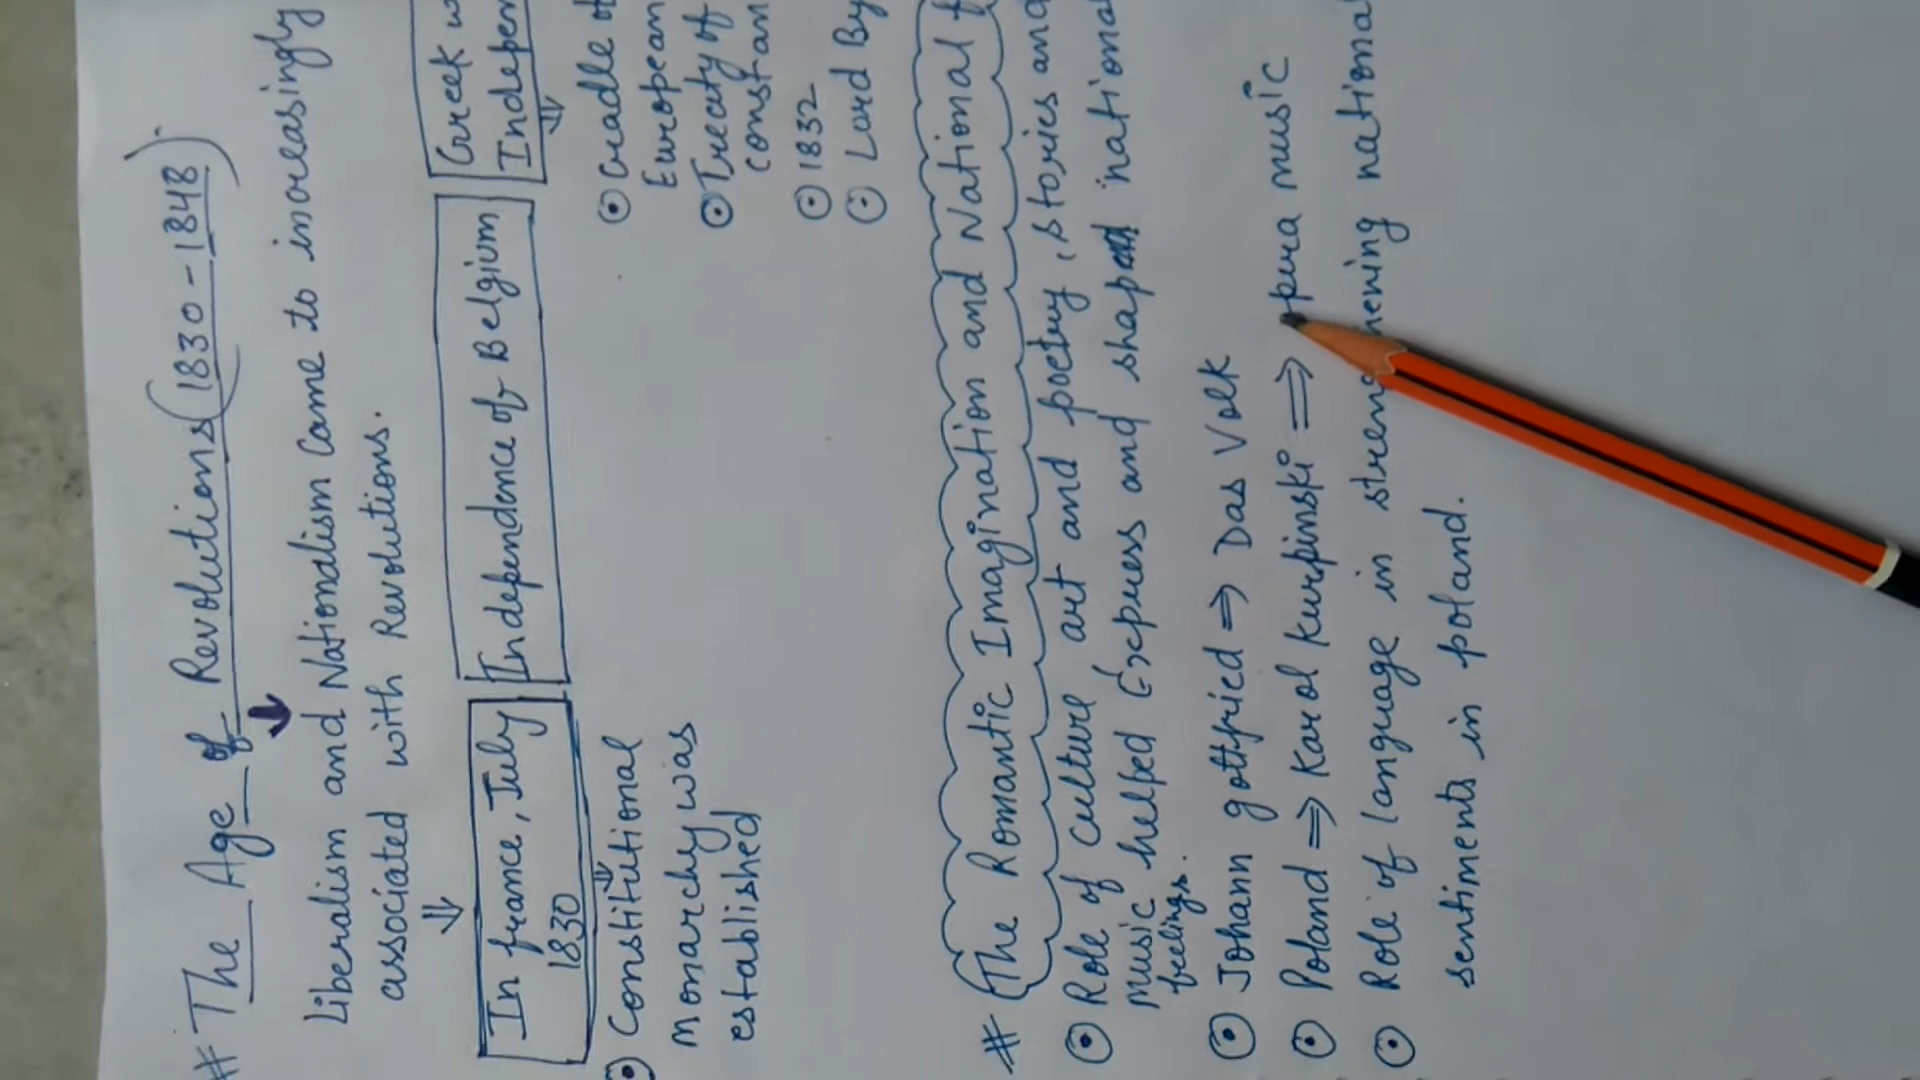 # The Age of Revolutions (1830-1848)
Liberalism and Nationalism Came to increasingly
associated with Revolutions.
In france, July
1830
Independence of Belgium
Greek
Indepen
Constitutional
Monarchy was
established
Cradle of
European
Treaty of
Constan
1832
Lord By
# The Romantic Imagination and National f
Role of culture art and poetry, stories and
Music helped Express and shaped national
feelings.
Johann gottfried ⇒ Das Volk
Poland ⇒ Karol Kurpinski ⇒ pera music
Role of language in streng hening national
sentiments in poland.